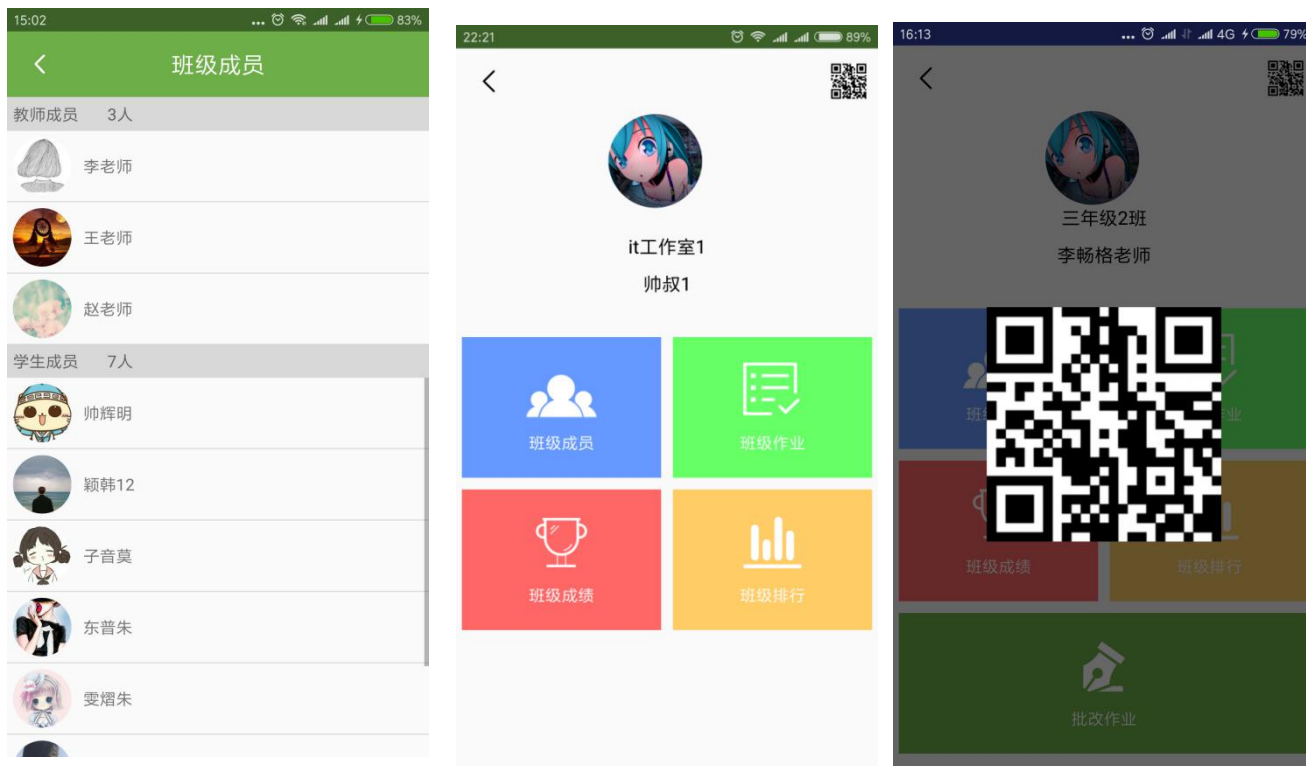 15:02
... 83%
班级成员
教师成员 3人
李老师
王老师
赵老师
学生成员 7人
帅辉明
颖韩12
子音莫
东普朱
雯熠朱
22:21
89%
it工作室1
帅叔1
班级成员
班级作业
班级成绩
班级排行
16:13
... 4G 79%
三年级2班
李畅格老师
班
业
班级成绩
班级排行
批改作业